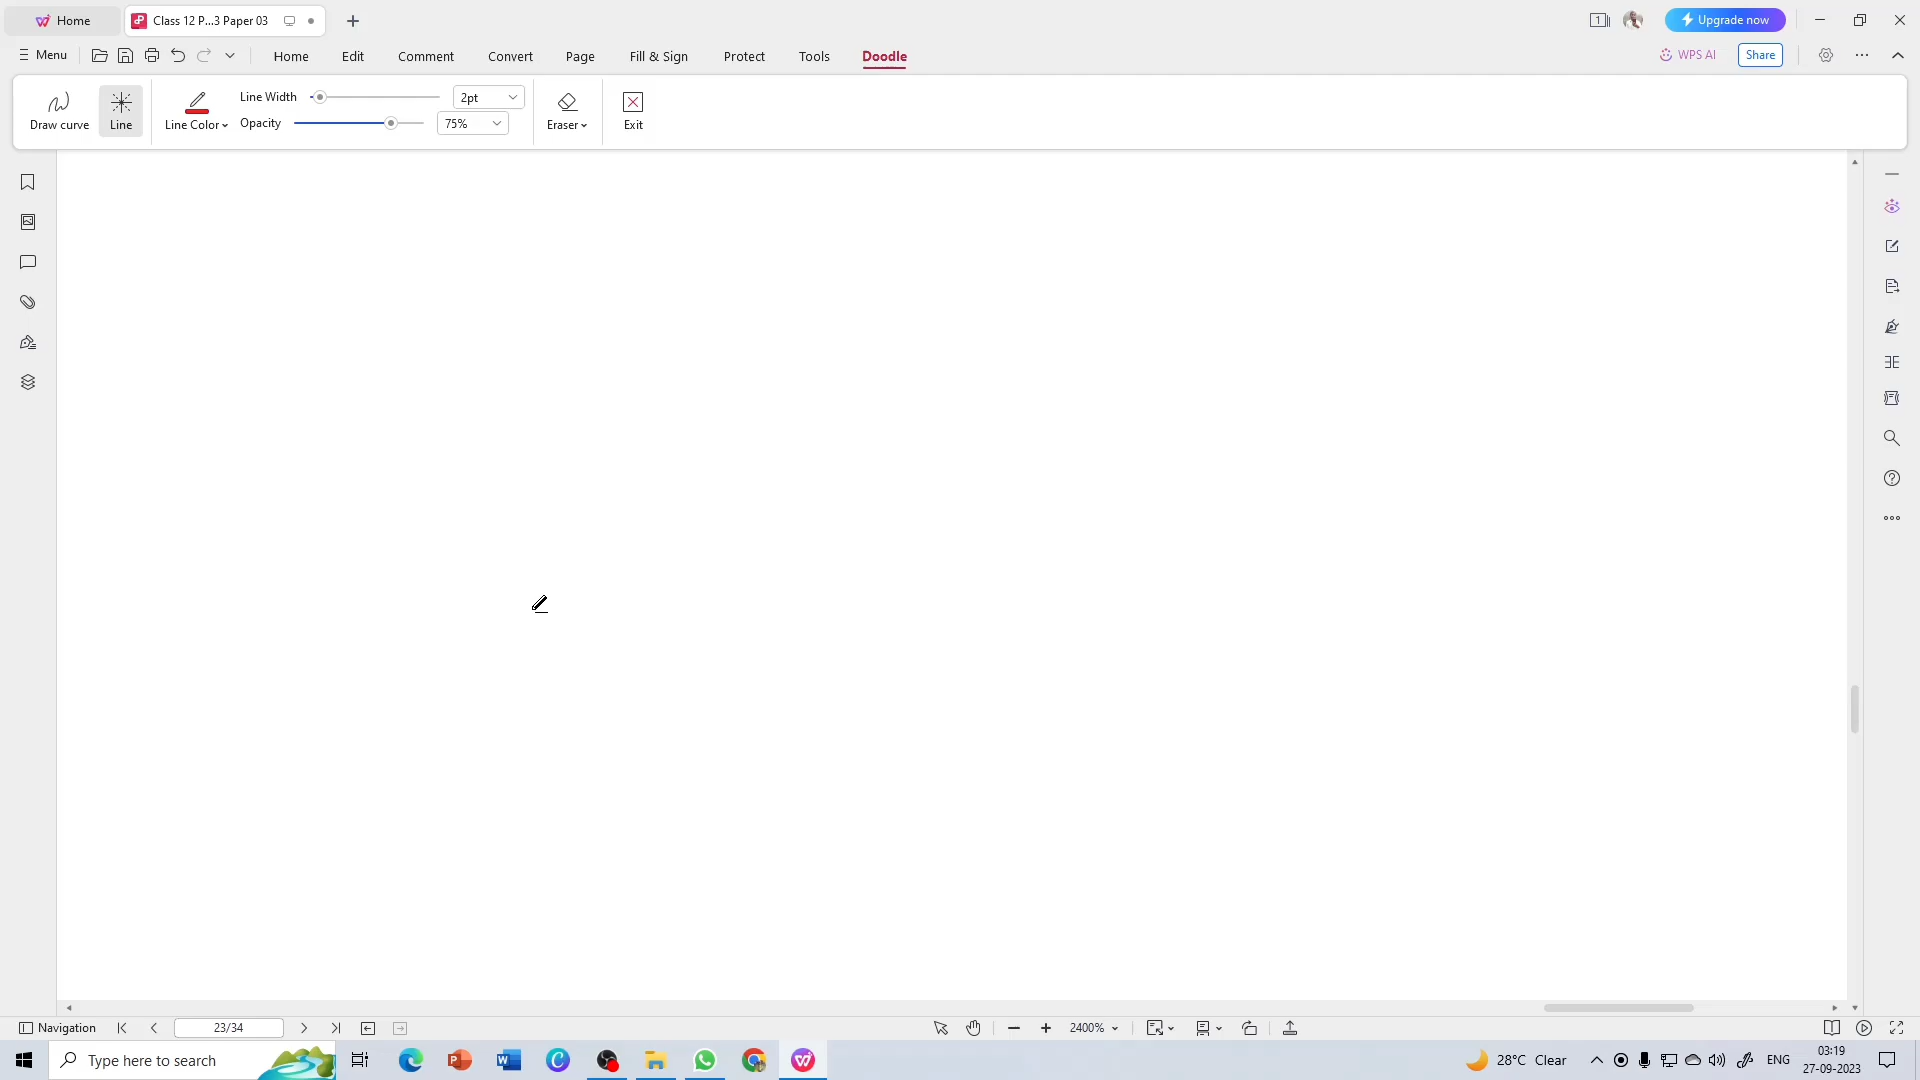 Home
Class 12 P...3 Paper 03
1
Upgrade now
Menu
Home
Edit
Comment
Convert
Page
Fill & Sign
Protect
Tools
Doodle
WPS AI
Share
Draw curve
Line
Line Color
Line Width
2pt
Opacity
75%
Eraser
Exit
Navigation
23/34
2400%
Type here to search
28°C Clear
ENG
03:19
27-09-2023